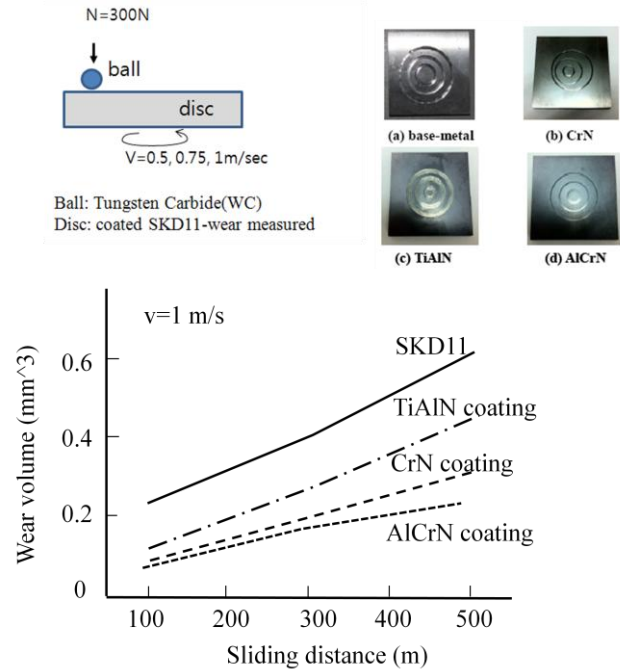 N=300N
ball
disc
V=0.5, 0.75, 1m/sec
Ball: Tungsten Carbide(WC)
Disc: coated SKD11-wear measured
(a) base-metal
(b) CrN
(c) TiAlN
(d) AlCrN
v=1 m/s
SKD11
TiAlN coating
CrN coating
AlCrN coating
Wear volume (mm^3)
0.6
0.4
0.2
0
100 200 300 400 500
Sliding distance (m)